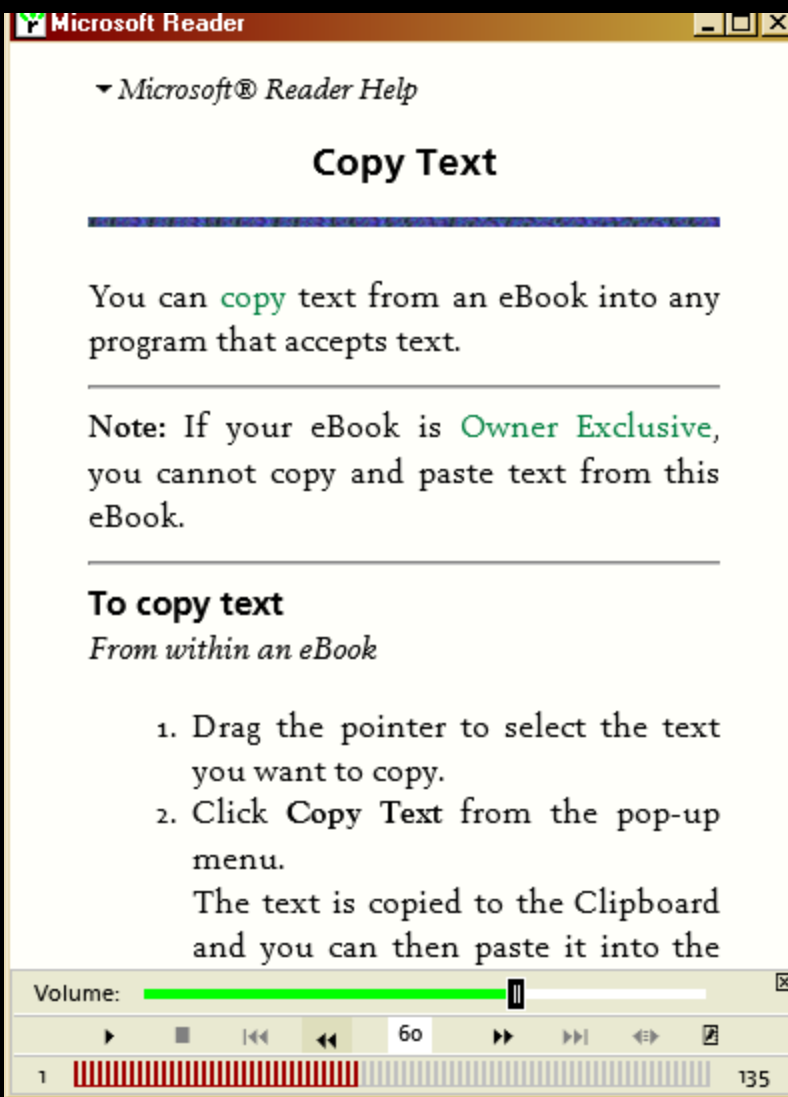 Microsoft Reader
Microsoft® Reader Help
Copy Text
You can copy text from an eBook into any
program that accepts text.
Note: If your eBook is Owner Exclusive,
you cannot copy and paste text from this
eBook.
To copy text
From within an eBook
1. Drag the pointer to select the text
you want to copy.
2. Click Copy Text from the pop-up
menu.
The text is copied to the Clipboard
and you can then paste it into the
Volume:
60
1 135